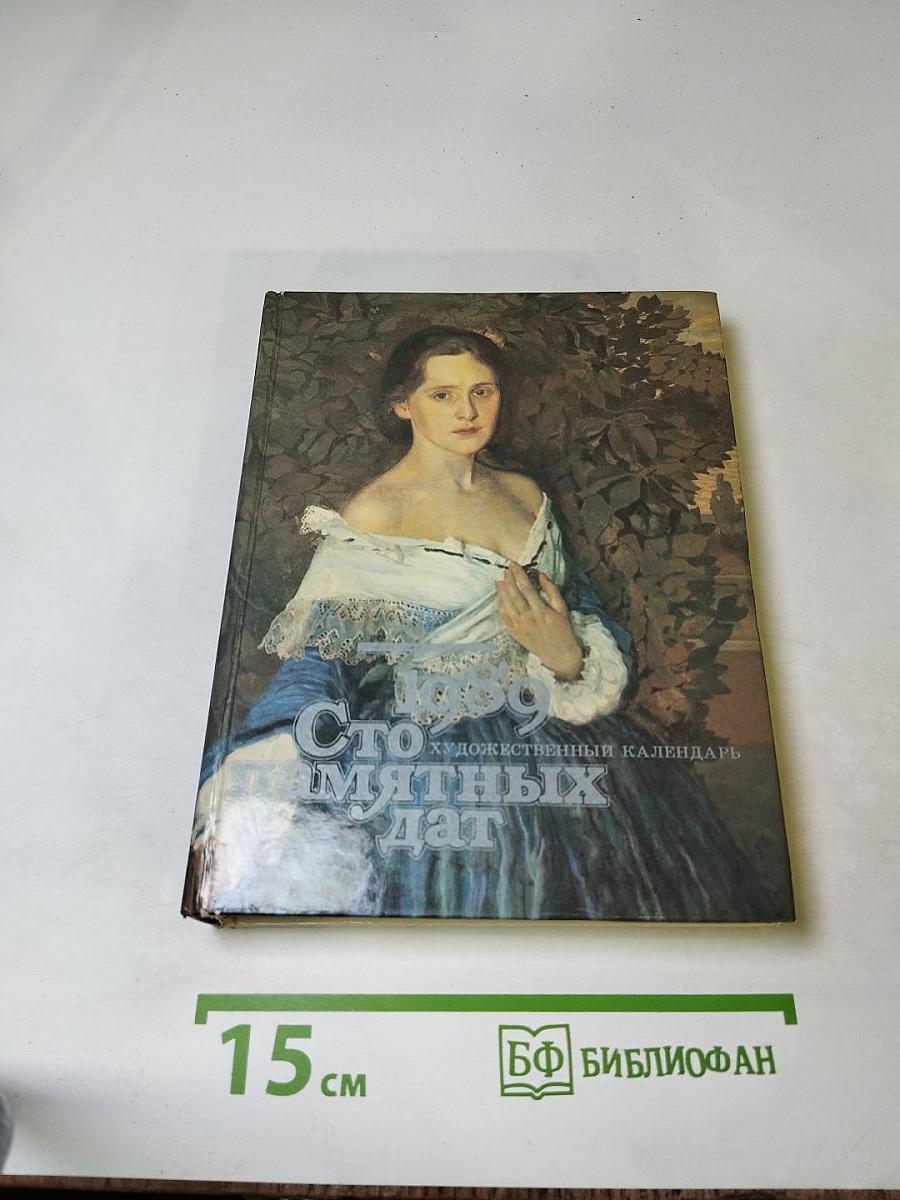 1989
Сто
ХУДОЖЕСТВЕННЫЙ КАЛЕНДАРЬ
памятных
дат
15 см
БФ БИБЛИОФАН